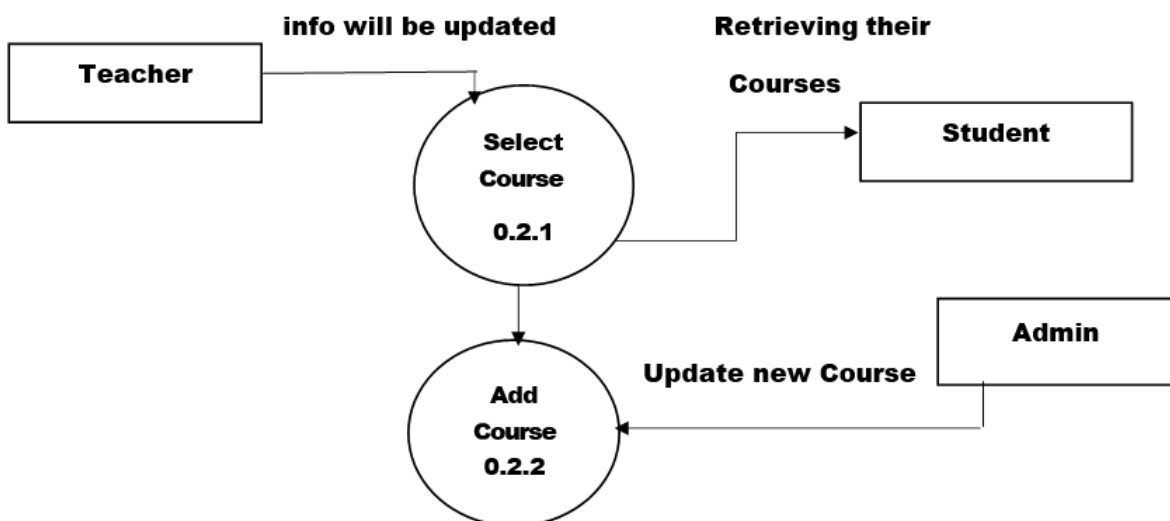 info will be updated
Retrieving their
Courses
Teacher
Select
Course
0.2.1
Student
Admin
Update new Course
Add
Course
0.2.2